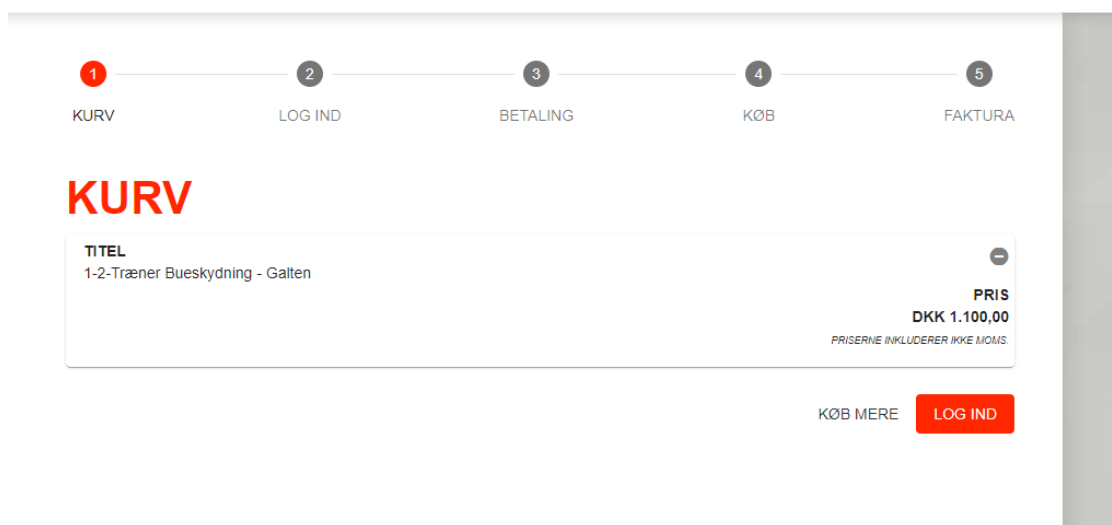 1
2
3
4
5
KURV
LOG IND
BETALING
KØB
FAKTURA
KURV
TITEL
1-2-Træner Bueskydning - Galten
PRIS
DKK 1.100,00
PRISERNE INKLUDERER IKKE MOMS.
KØB MERE
LOG IND